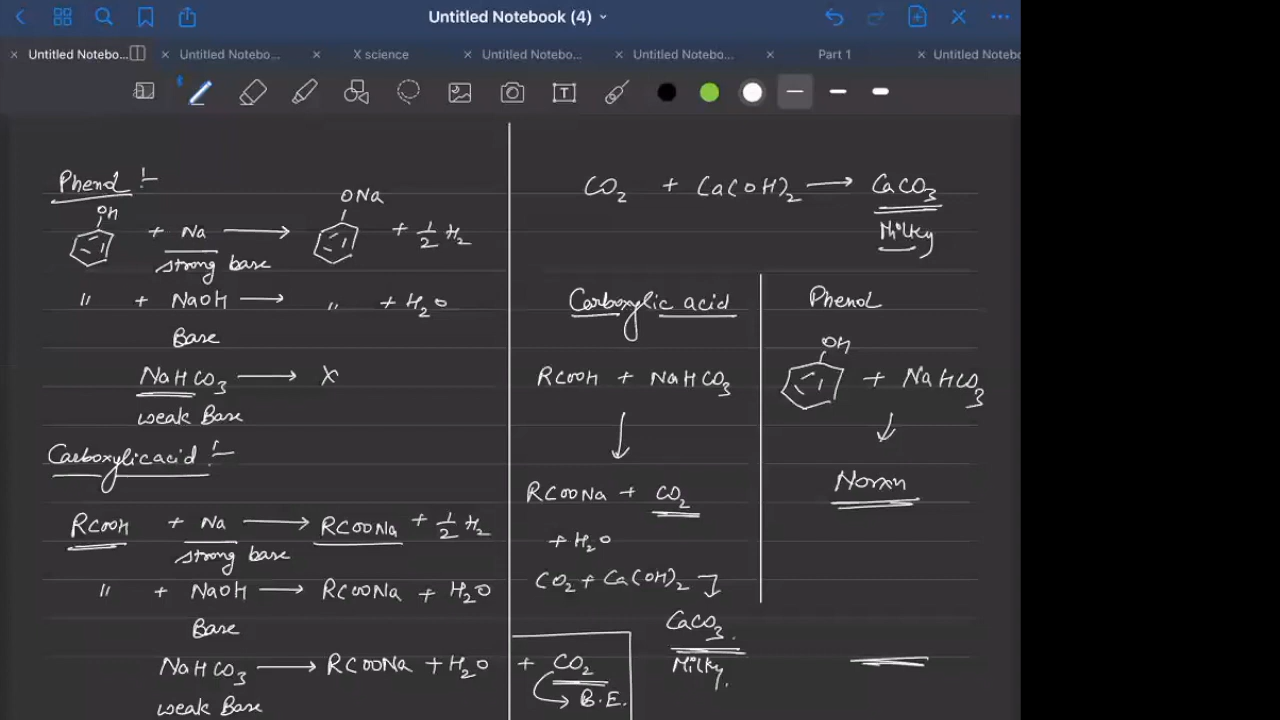 Untitled Notebook (4)
Untitled Notebo... Untitled Notebo... X science Untitled Notebo... Untitled Notebo... Part 1 Untitled Notebo
T
Phenol :-
OH ONa
+ Na ⟶ + 1/2 H₂
strong base
" + NaOH ⟶ " + H₂O
Base
NaHCO₃ ⟶ X
weak Base
Carboxylic acid :-
RCOOH + Na ⟶ RCOONa + 1/2 H₂
strong base
" + NaOH ⟶ RCOONa + H₂O
Base
NaHCO₃ ⟶ RCOONa + H₂O + CO₂
weak Base
B.E.
CO₂ + Ca(OH)₂ ⟶ CaCO₃
Milky
Carboxylic acid
RCOOH + NaHCO₃
RCOONa + CO₂
+ H₂O
CO₂ + Ca(OH)₂
CaCO₃.
Milky.
Phenol
OH
+ NaHCO₃
Norxn